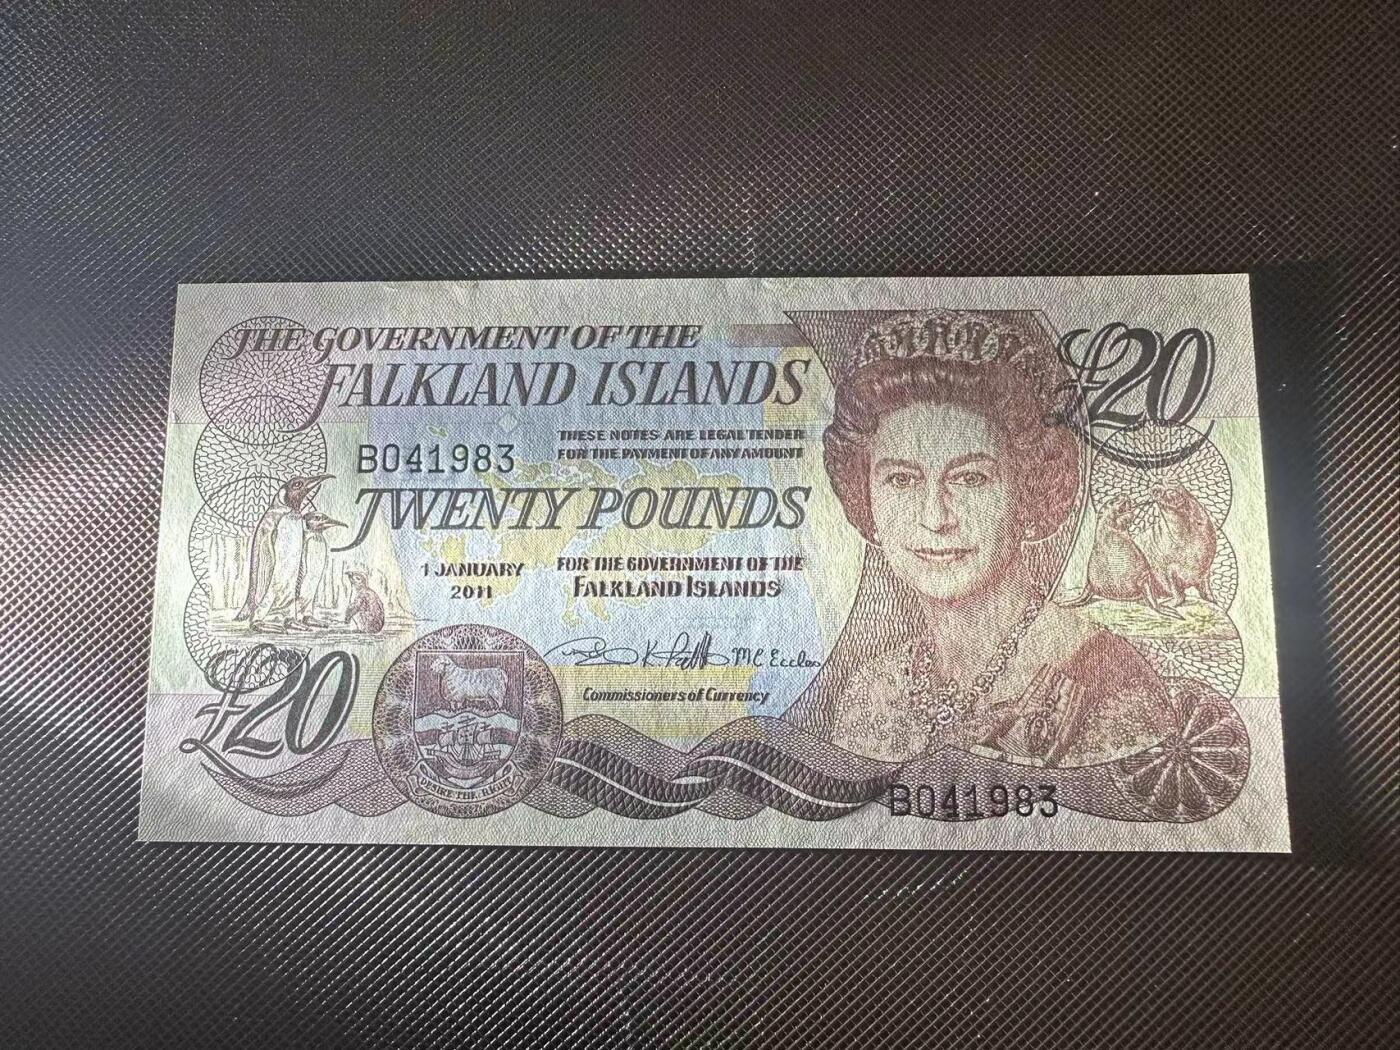 THE GOVERNMENT OF THE
FALKLAND ISLANDS
£20
B041983
THESE NOTES ARE LEGAL TENDER
FOR THE PAYMENT OF ANY AMOUNT
TWENTY POUNDS
1 JANUARY
2011
FOR THE GOVERNMENT OF THE
FALKLAND ISLANDS
MC Eccles
Commissioners of Currency
£20
DESIRE THE RIGHT
B041983